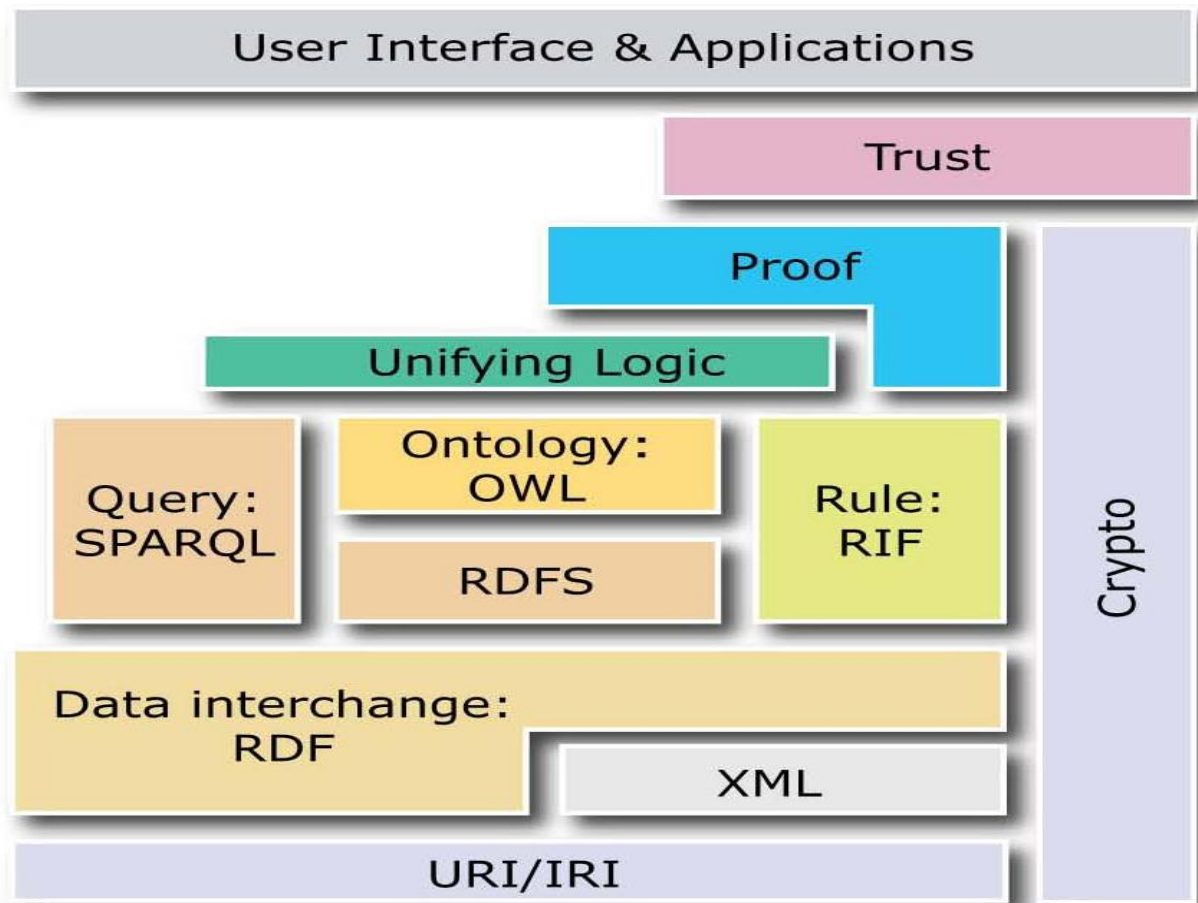 User Interface & Applications
Trust
Proof
Unifying Logic
Query:
SPARQL
Ontology:
OWL
RDFS
Rule:
RIF
Crypto
Data interchange:
RDF
XML
URI/IRI